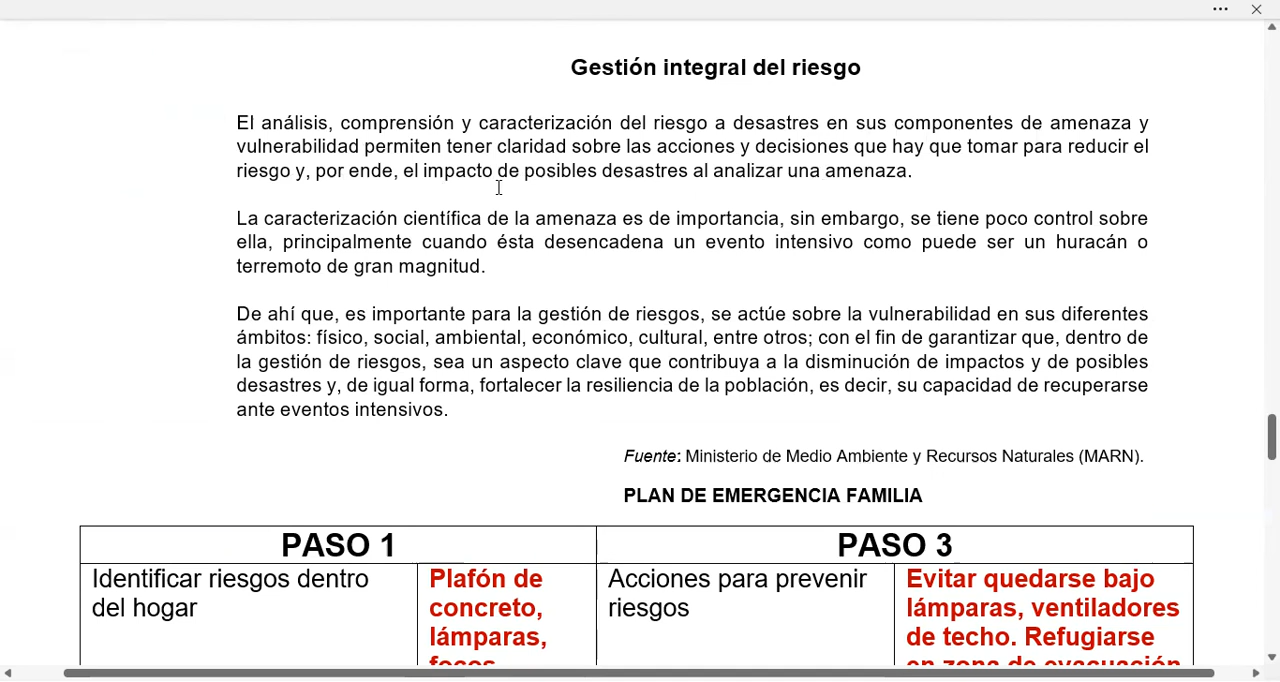 Gestión integral del riesgo
El análisis, comprensión y caracterización del riesgo a desastres en sus componentes de amenaza y
vulnerabilidad permiten tener claridad sobre las acciones y decisiones que hay que tomar para reducir el
riesgo y, por ende, el impacto de posibles desastres al analizar una amenaza.
La caracterización científica de la amenaza es de importancia, sin embargo, se tiene poco control sobre
ella, principalmente cuando ésta desencadena un evento intensivo como puede ser un huracán o
terremoto de gran magnitud.
De ahí que, es importante para la gestión de riesgos, se actúe sobre la vulnerabilidad en sus diferentes
ámbitos: físico, social, ambiental, económico, cultural, entre otros; con el fin de garantizar que, dentro de
la gestión de riesgos, sea un aspecto clave que contribuya a la disminución de impactos y de posibles
desastres y, de igual forma, fortalecer la resiliencia de la población, es decir, su capacidad de recuperarse
ante eventos intensivos.
Fuente: Ministerio de Medio Ambiente y Recursos Naturales (MARN).
PLAN DE EMERGENCIA FAMILIA
PASO 1
PASO 3
Identificar riesgos dentro
del hogar
Plafón de
concreto,
lámparas,
focos
Acciones para prevenir
riesgos
Evitar quedarse bajo
lámparas, ventiladores
de techo. Refugiarse
en zona de evacuación